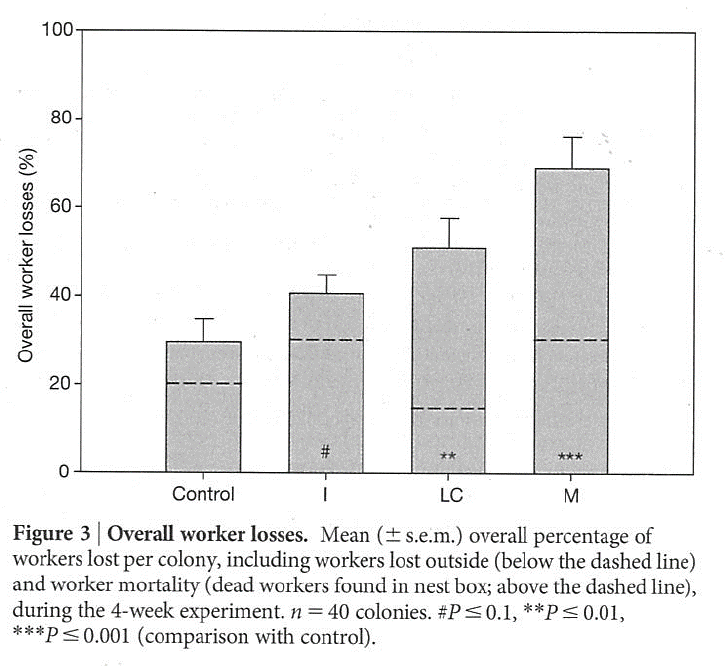 100
80
60
40
20
0
Overall worker losses (%)
#
**
***
Control I LC M
Figure 3 | Overall worker losses. Mean (± s.e.m.) overall percentage of
workers lost per colony, including workers lost outside (below the dashed line)
and worker mortality (dead workers found in nest box; above the dashed line),
during the 4-week experiment. n = 40 colonies. #P ≤ 0.1, **P ≤ 0.01,
***P ≤ 0.001 (comparison with control).